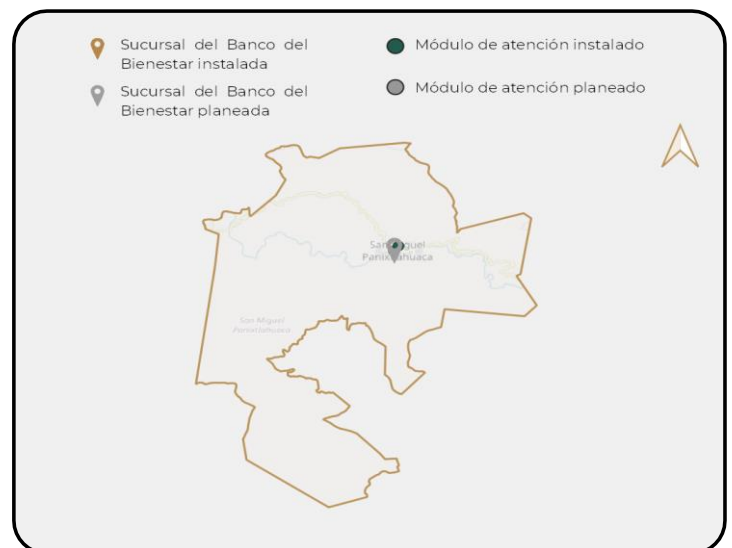 Sucursal del Banco del
Bienestar instalada
Sucursal del Banco del
Bienestar planeada
Módulo de atención instalado
Módulo de atención planeado
San Miguel
Panixtlahuaca
San Miguel
Panixtlahuaca